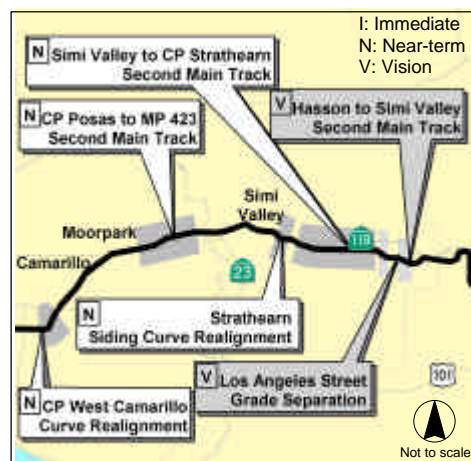 I: Immediate
N: Near-term
V: Vision
N Simi Valley to CP Strathearn
Second Main Track
N CP Posas to MP 423
Second Main Track
V Hasson to Simi Valley
Second Main Track
Simi
Valley
Moorpark
118
Camarillo
23
N Strathearn
Siding Curve Realignment
V Los Angeles Street
Grade Separation
101
N CP West Camarillo
Curve Realignment
Not to scale